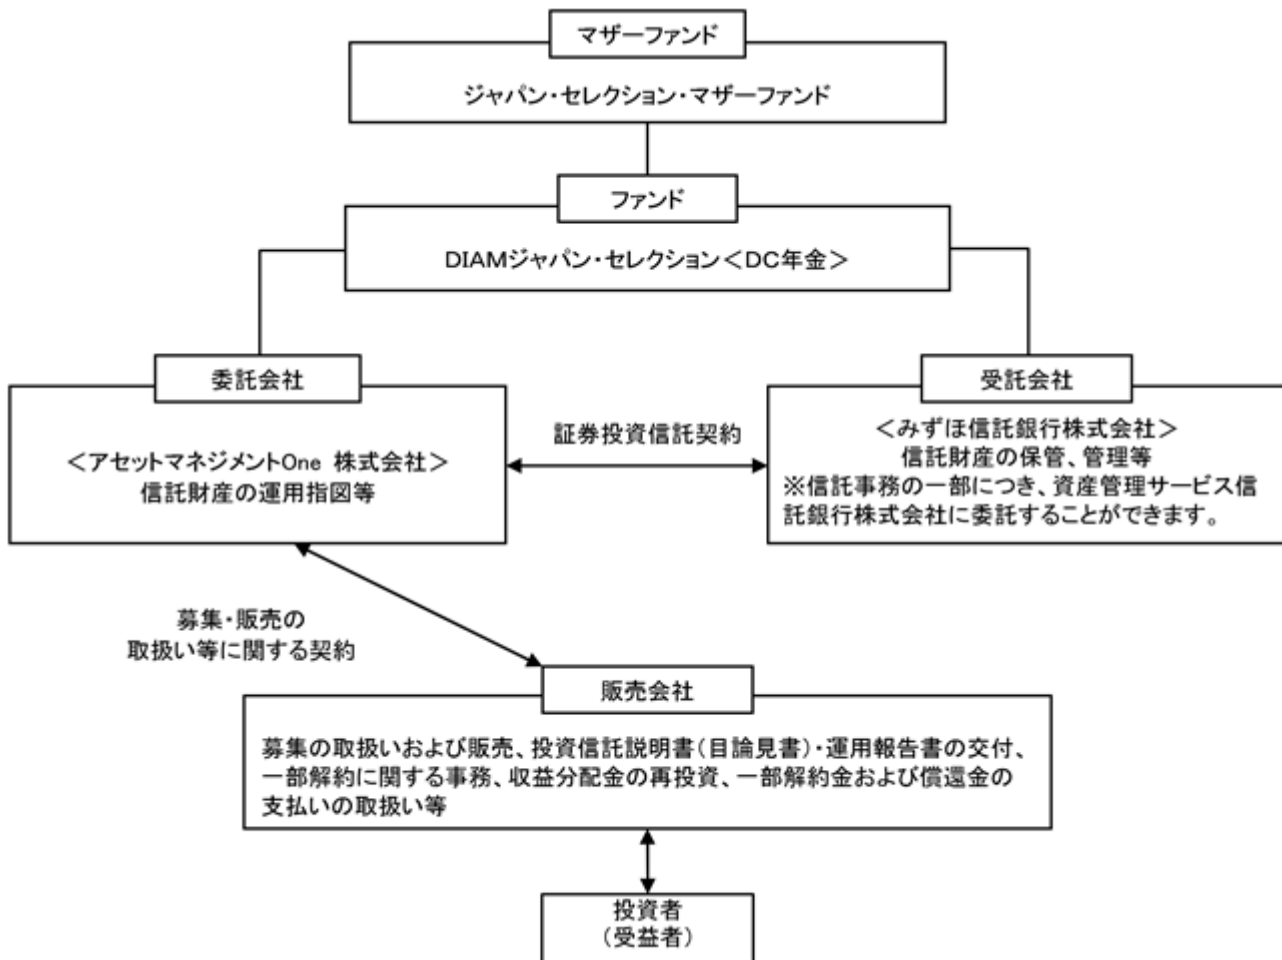 マザーファンド
ジャパン・セレクション・マザーファンド
ファンド
DIAMジャパン・セレクション<DC年金>
委託会社
<アセットマネジメントOne 株式会社>
信託財産の運用指図等
証券投資信託契約
受託会社
<みずほ信託銀行株式会社>
信託財産の保管、管理等
※信託事務の一部につき、資産管理サービス信
託銀行株式会社に委託することができます。
募集・販売の
取扱い等に関する契約
販売会社
募集の取扱いおよび販売、投資信託説明書(目論見書)・運用報告書の交付、
一部解約に関する事務、収益分配金の再投資、一部解約金および償還金の
支払いの取扱い等
投資者
(受益者)